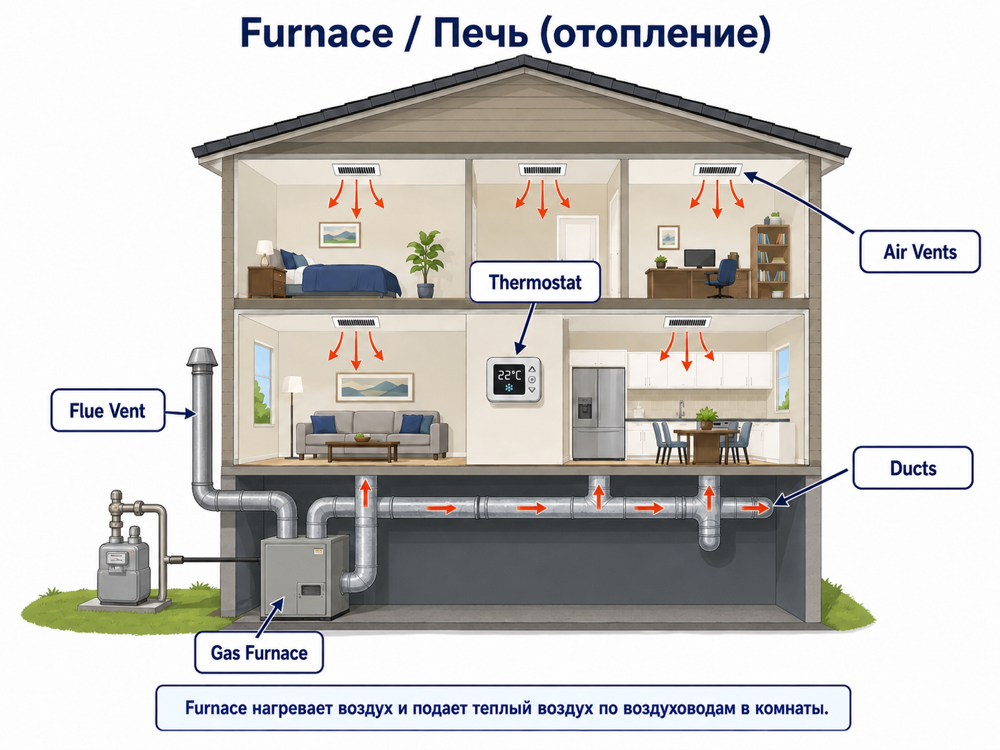 Furnace / Печь (отопление)
Air Vents
Thermostat
22°C
Flue Vent
Ducts
Gas Furnace
Furnace нагревает воздух и подает теплый воздух по воздуховодам в комнаты.